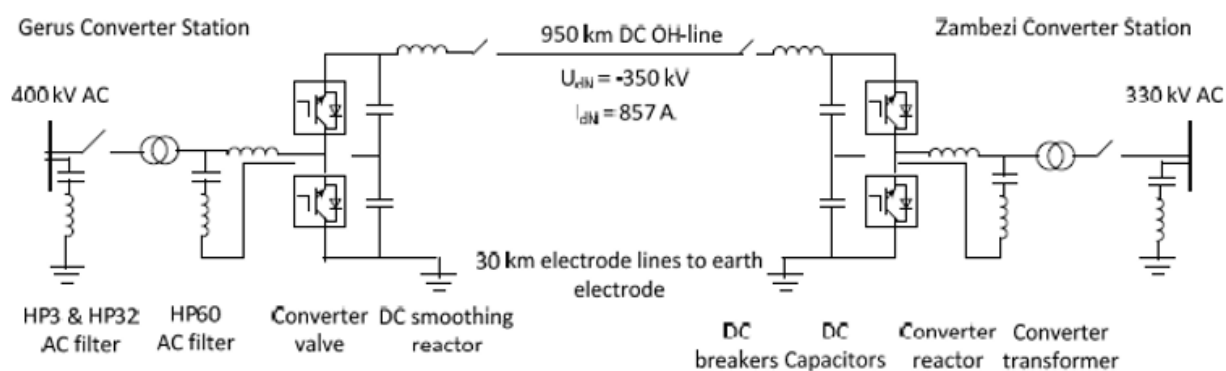 Gerus Converter Station
950 km DC OH-line
Zambezi Converter Station
400 kV AC
U_dN = -350 kV
I_dN = 857 A
330 kV AC
30 km electrode lines to earth
electrode
HP3 & HP32
AC filter
HP60
AC filter
Converter
valve
DC smoothing
reactor
DC
breakers
DC
Capacitors
Converter
reactor
Converter
transformer